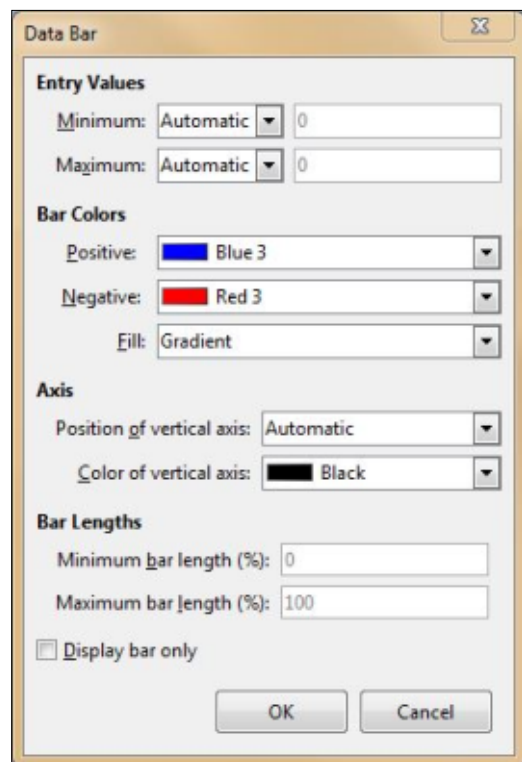 Data Bar
Entry Values
Minimum: Automatic 0
Maximum: Automatic 0
Bar Colors
Positive: Blue 3
Negative: Red 3
Fill: Gradient
Axis
Position of vertical axis: Automatic
Color of vertical axis: Black
Bar Lengths
Minimum bar length (%): 0
Maximum bar length (%): 100
Display bar only
OK Cancel